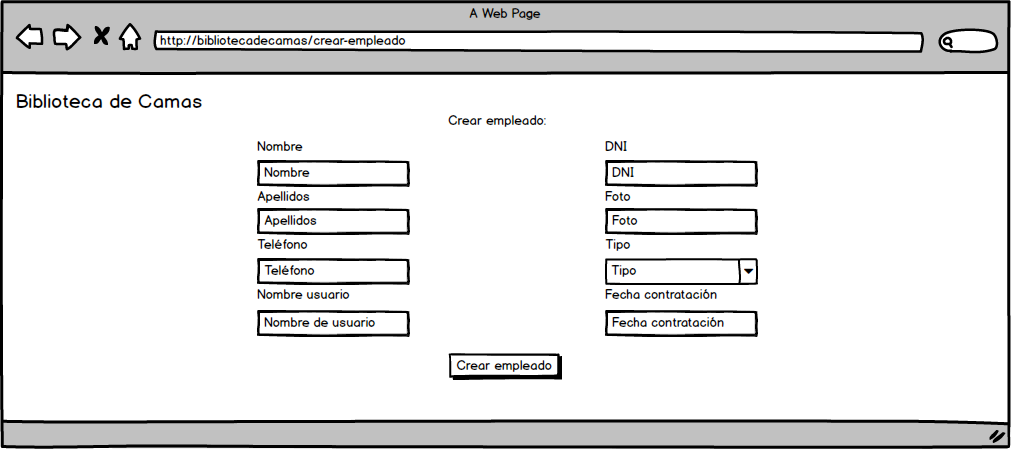 A Web Page
http://bibliotecadecamas/crear-empleado
Biblioteca de Camas
Crear empleado:
Nombre
DNI
Nombre
DNI
Apellidos
Foto
Apellidos
Foto
Teléfono
Tipo
Teléfono
Tipo
Nombre usuario
Fecha contratación
Nombre de usuario
Fecha contratación
Crear empleado